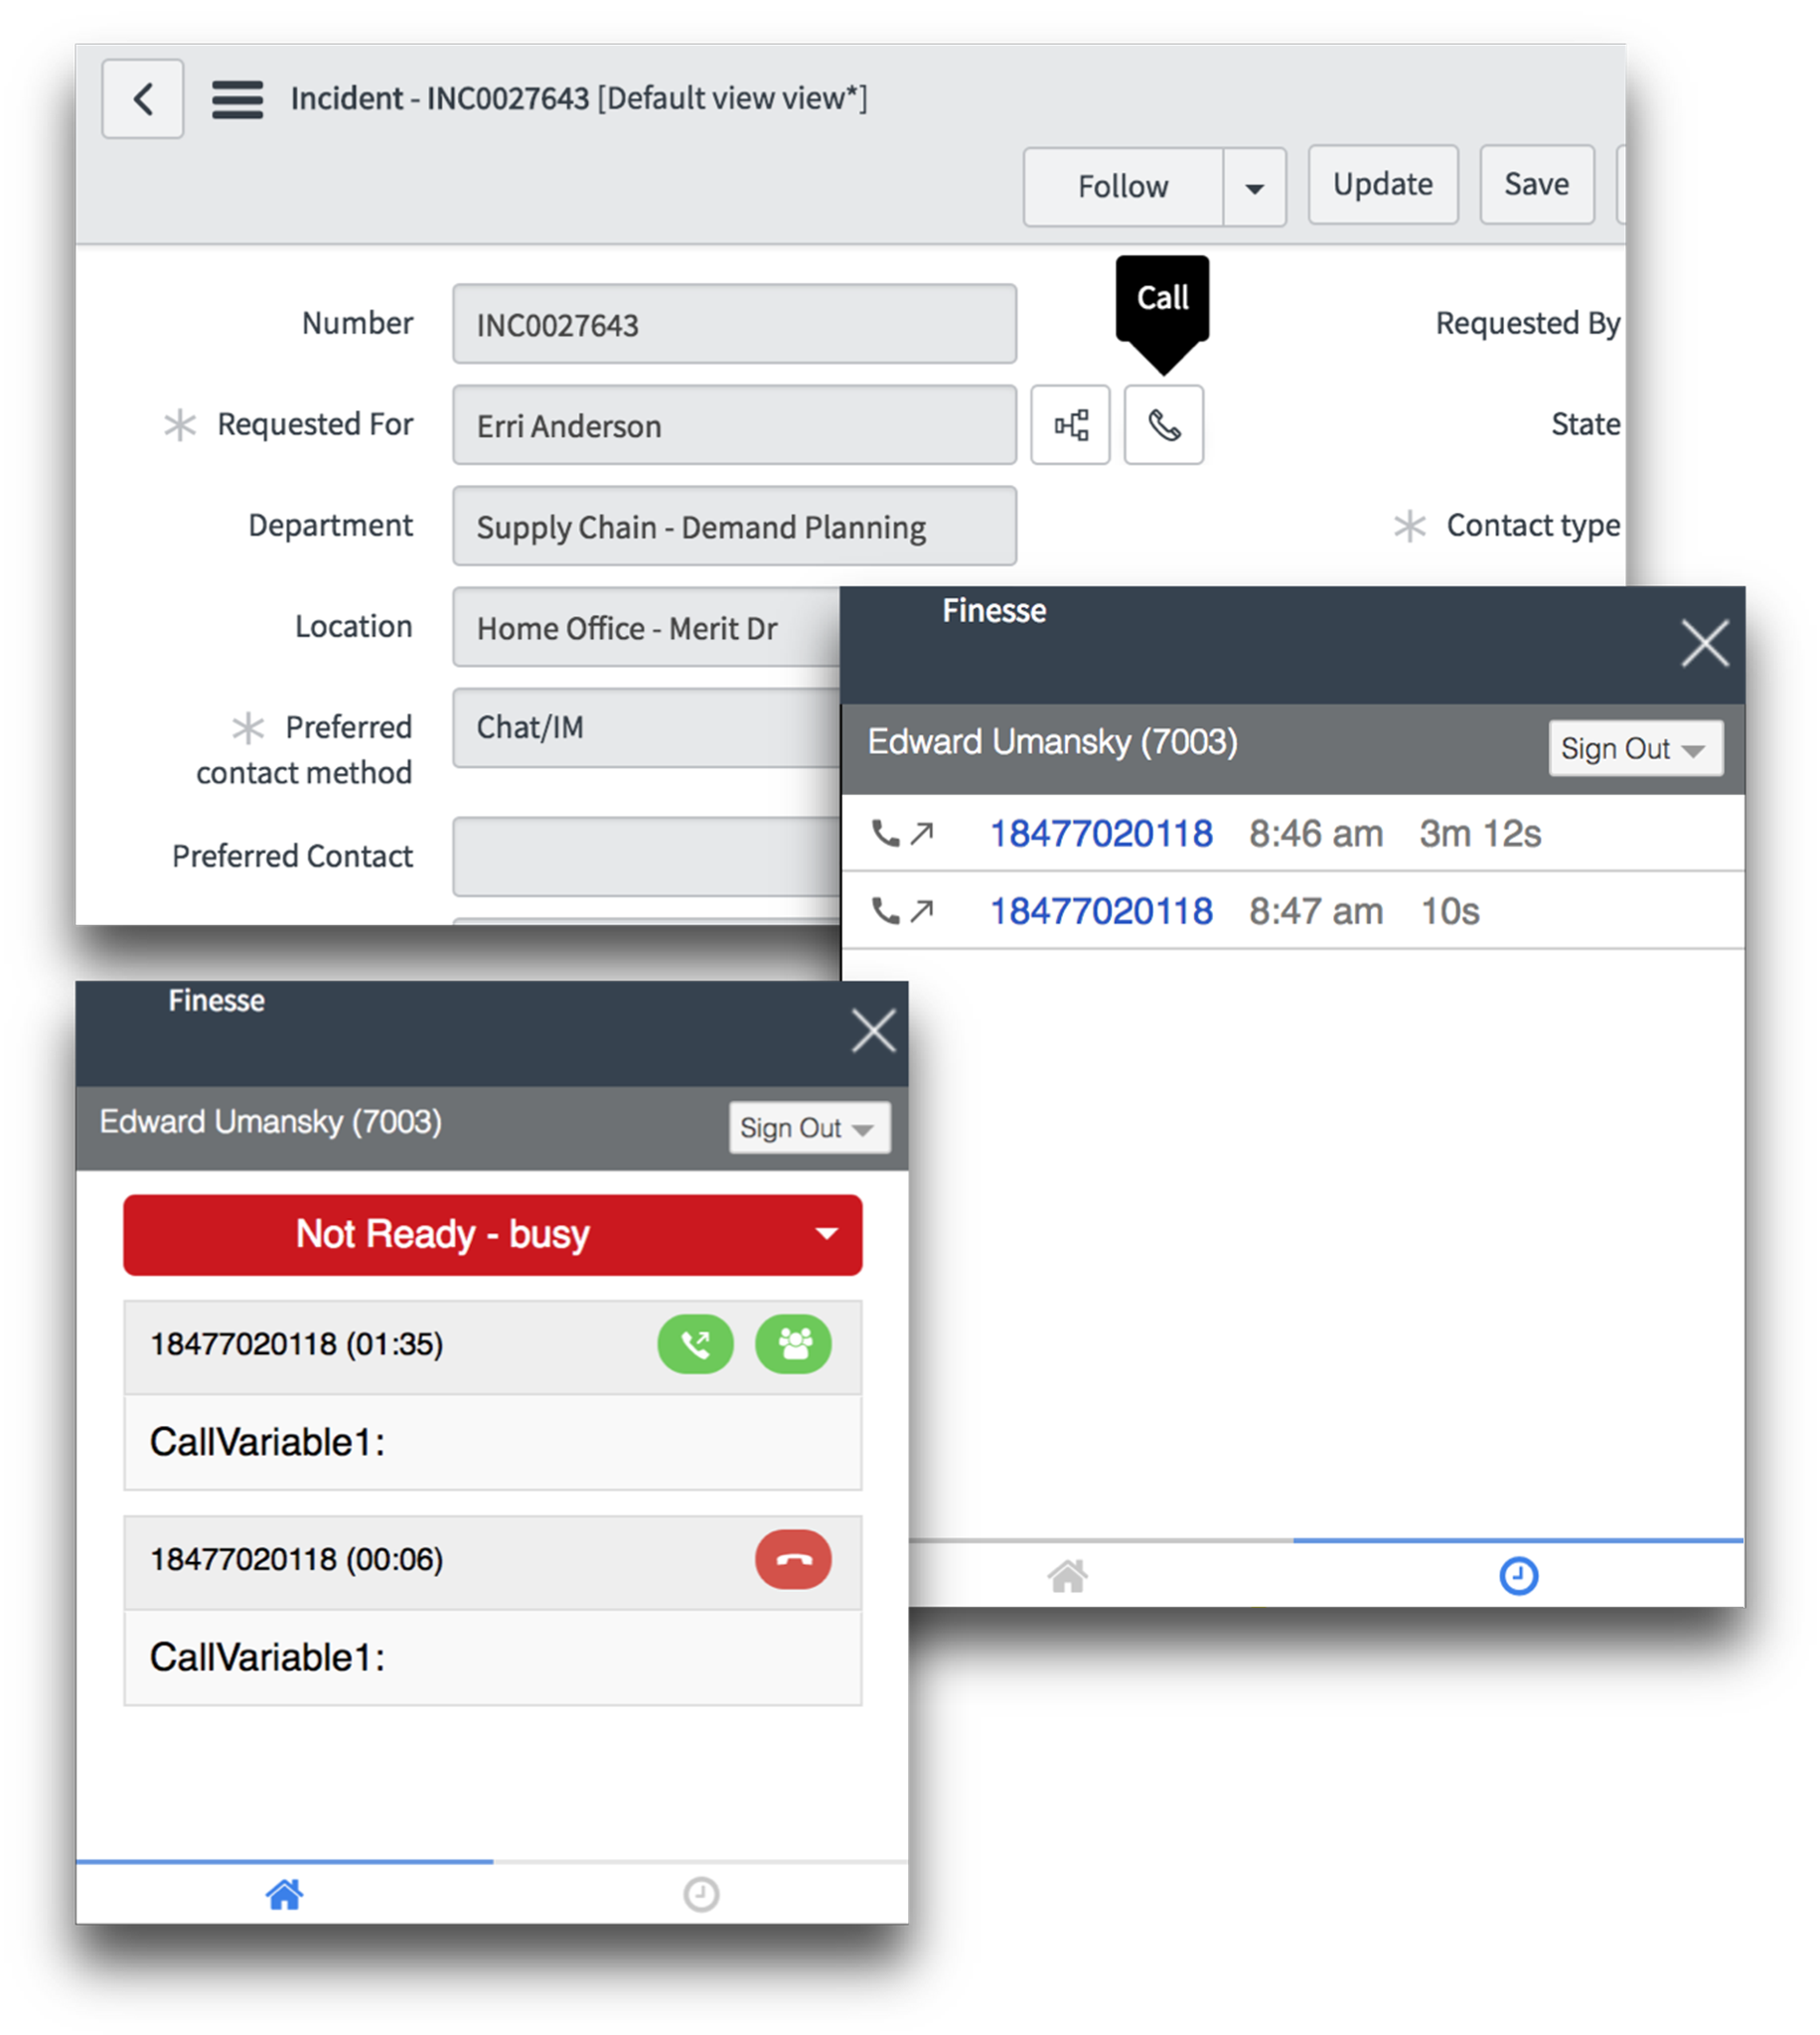 Incident - INC0027643 [Default view view*]
Follow
Update
Save
Call
Number
INC0027643
Requested By
Requested For
Erri Anderson
State
Department
Supply Chain - Demand Planning
Contact type
Location
Home Office - Merit Dr
Preferred
contact method
Chat/IM
Preferred Contact
Finesse
Edward Umansky (7003)
Sign Out
18477020118 8:46 am 3m 12s
18477020118 8:47 am 10s
Finesse
Edward Umansky (7003)
Sign Out
Not Ready - busy
18477020118 (01:35)
CallVariable1:
18477020118 (00:06)
CallVariable1: